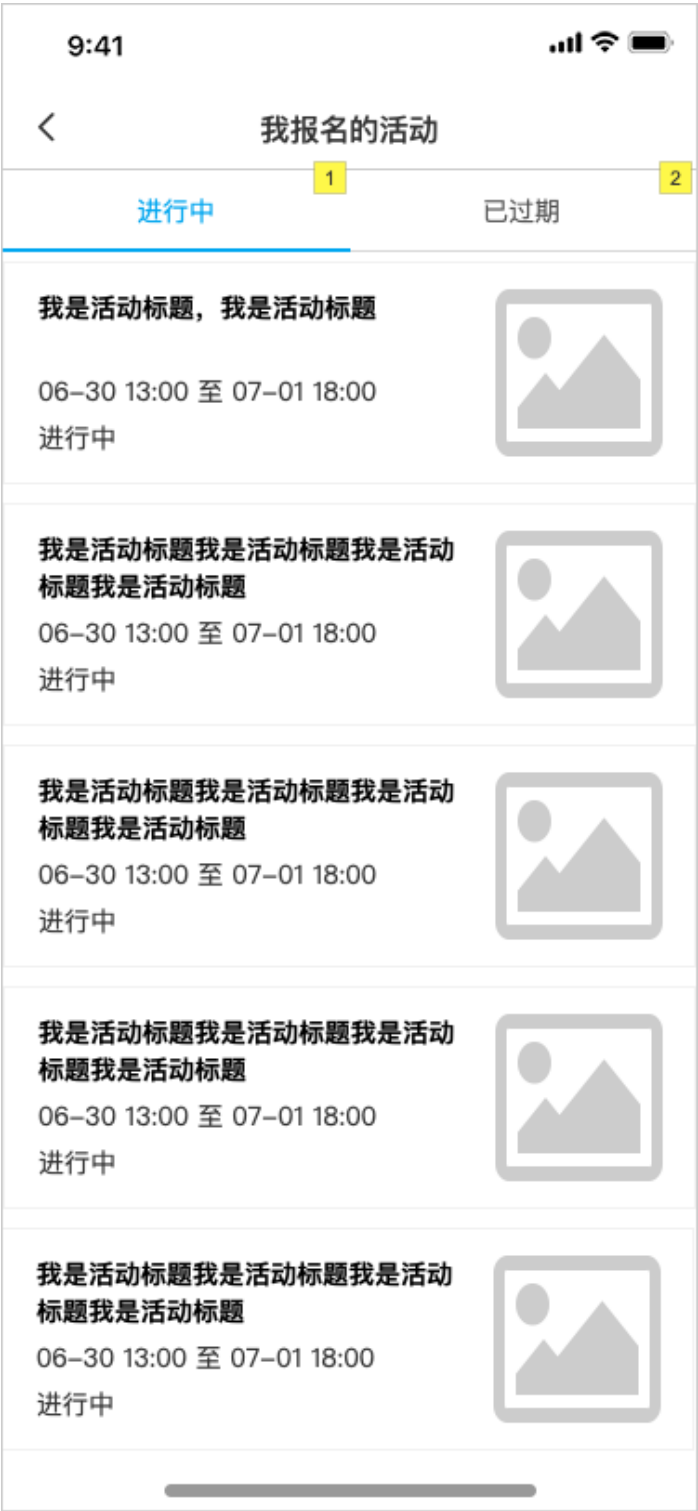 9:41
我报名的活动
1
2
进行中
已过期
我是活动标题，我是活动标题
06-30 13:00 至 07-01 18:00
进行中
我是活动标题我是活动标题我是活动
标题我是活动标题
06-30 13:00 至 07-01 18:00
进行中
我是活动标题我是活动标题我是活动
标题我是活动标题
06-30 13:00 至 07-01 18:00
进行中
我是活动标题我是活动标题我是活动
标题我是活动标题
06-30 13:00 至 07-01 18:00
进行中
我是活动标题我是活动标题我是活动
标题我是活动标题
06-30 13:00 至 07-01 18:00
进行中